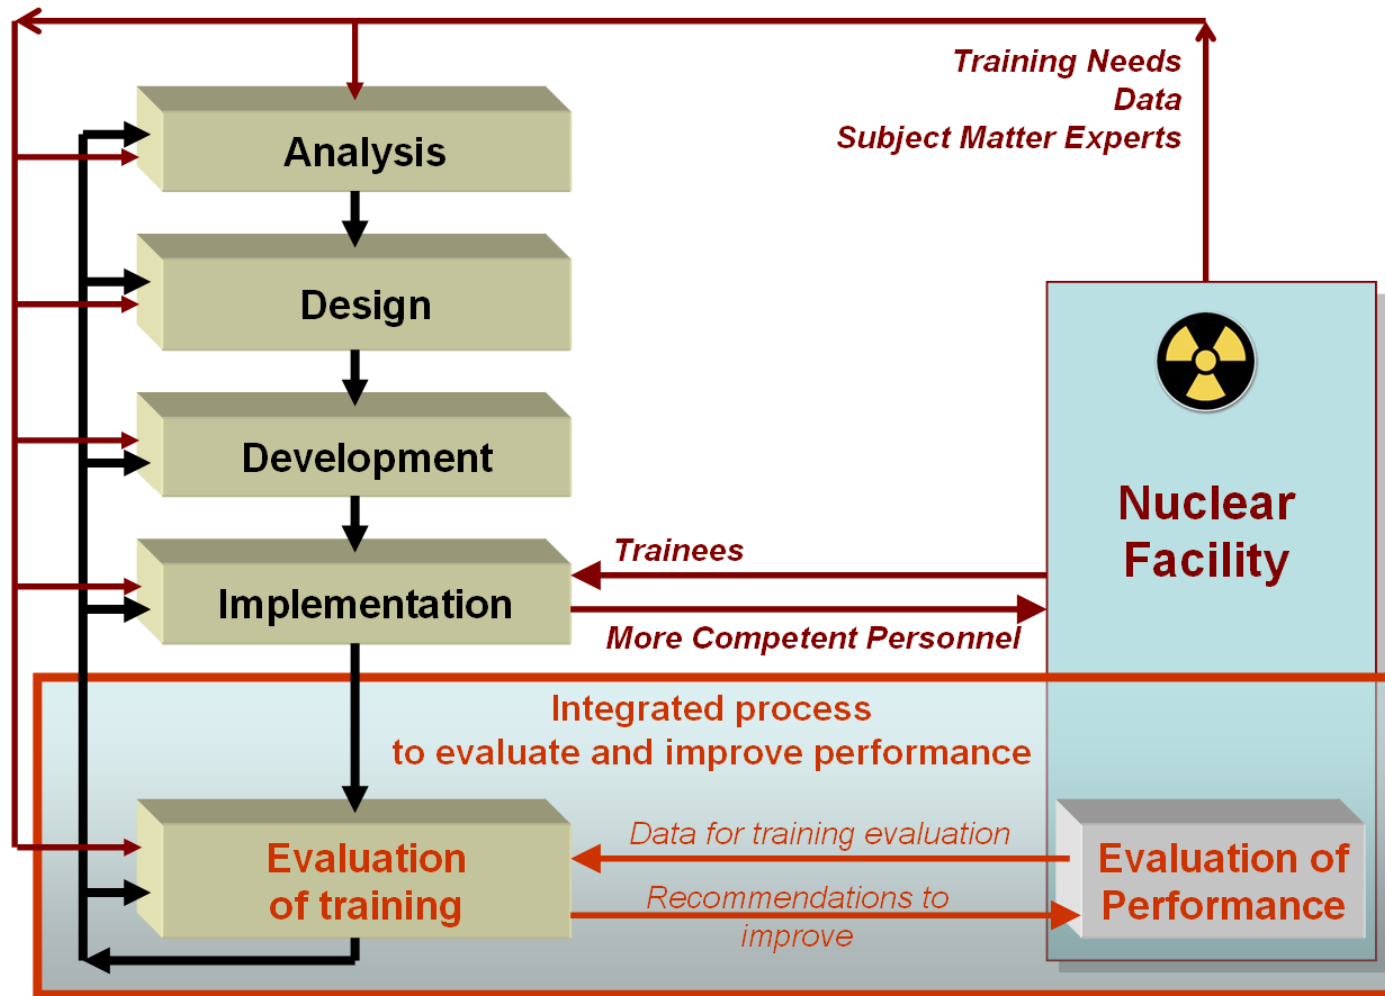 Training Needs
Data
Subject Matter Experts
Analysis
Design
Development
Implementation
Trainees
More Competent Personnel
Nuclear
Facility
Integrated process
to evaluate and improve performance
Evaluation
of training
Data for training evaluation
Recommendations to
improve
Evaluation of
Performance